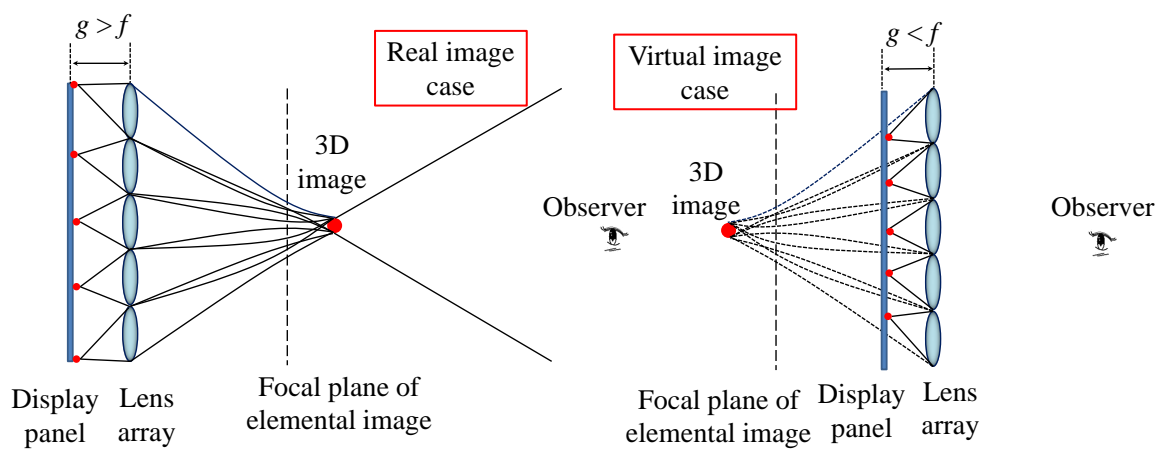 g > f
Real image
case
3D
image
Observer
Display
panel
Lens
array
Focal plane of
elemental image
Virtual image
case
g < f
3D
image
Observer
Focal plane of
elemental image
Display
panel
Lens
array